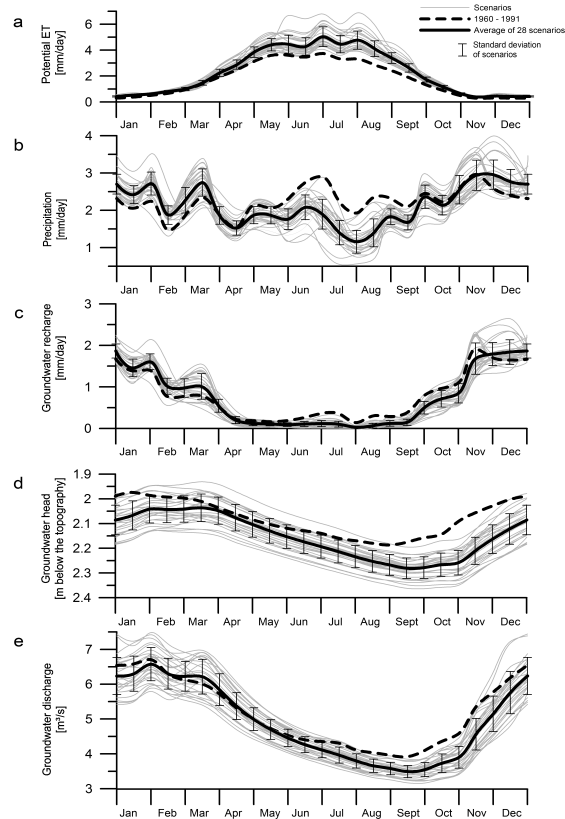 a
Potential ET
[mm/day]
6
4
2
0
Scenarios
1960 - 1991
Average of 28 scenarios
Standard deviation
of scenarios
Jan Feb Mar Apr May Jun Jul Aug Sept Oct Nov Dec
b
Precipitation
[mm/day]
4
3
2
1
Jan Feb Mar Apr May Jun Jul Aug Sept Oct Nov Dec
c
Groundwater recharge
[mm/day]
3
2
1
0
Jan Feb Mar Apr May Jun Jul Aug Sept Oct Nov Dec
d
Groundwater head
[m below the topography]
1.9
2
2.1
2.2
2.3
2.4
Jan Feb Mar Apr May Jun Jul Aug Sept Oct Nov Dec
e
Groundwater discharge
[m³/s]
7
6
5
4
3
Jan Feb Mar Apr May Jun Jul Aug Sept Oct Nov Dec